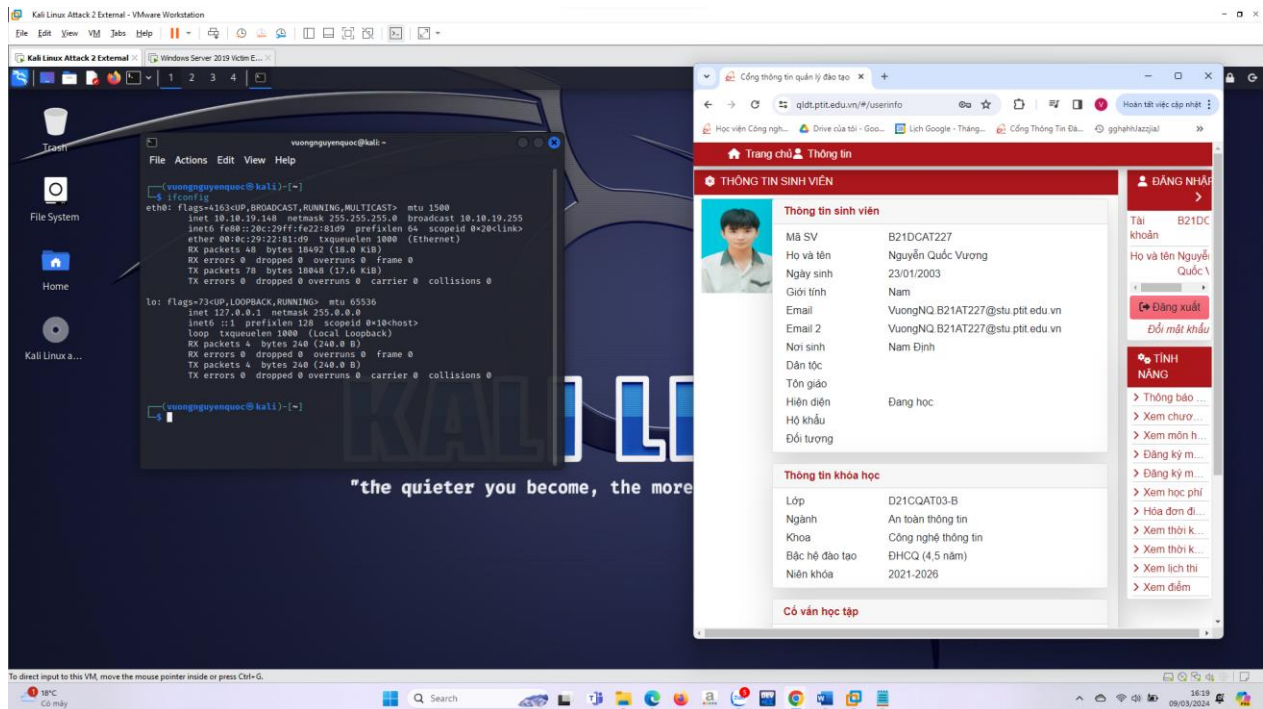 Kali Linux Attack 2 External - VMware Workstation
File Edit View VM Tabs Help
Kali Linux Attack 2 External
Windows Server 2019 Victim E...
1 2 3 4
Trash
File System
Home
Kali Linux a...
vuongnguyenquoc@kali: ~
File Actions Edit View Help
(vuongnguyenquoc㉿kali)-[~]
$ ifconfig
eth0: flags=4163<UP,BROADCAST,RUNNING,MULTICAST> mtu 1500
inet 10.10.19.148 netmask 255.255.255.0 broadcast 10.10.19.255
inet6 fe80::20c:29ff:fe22:81d9 prefixlen 64 scopeid 0×20<link>
ether 00:0c:29:22:81:d9 txqueuelen 1000 (Ethernet)
RX packets 48 bytes 18492 (18.0 KiB)
RX errors 0 dropped 0 overruns 0 frame 0
TX packets 78 bytes 18048 (17.6 KiB)
TX errors 0 dropped 0 overruns 0 carrier 0 collisions 0
lo: flags=73<UP,LOOPBACK,RUNNING> mtu 65536
inet 127.0.0.1 netmask 255.0.0.0
inet6 ::1 prefixlen 128 scopeid 0×10<host>
loop txqueuelen 1000 (Local Loopback)
RX packets 4 bytes 240 (240.0 B)
RX errors 0 dropped 0 overruns 0 frame 0
TX packets 4 bytes 240 (240.0 B)
TX errors 0 dropped 0 overruns 0 carrier 0 collisions 0
(vuongnguyenquoc㉿kali)-[~]
$
KALI L
"the quieter you become, the more
Cổng thông tin quản lý đào tạo
qldt.ptit.edu.vn/#/userinfo
Hoàn tất việc cập nhật
Học viện Công ngh...
Drive của tôi - Goo...
Lịch Google - Tháng...
Cổng Thông Tin Đà...
Trang chủ
Thông tin
THÔNG TIN SINH VIÊN
Thông tin sinh viên
Mã SV B21DCAT227
Họ và tên Nguyễn Quốc Vượng
Ngày sinh 23/01/2003
Giới tính Nam
Email VuongNQ.B21AT227@stu.ptit.edu.vn
Email 2 VuongNQ.B21AT227@stu.ptit.edu.vn
Nơi sinh Nam Định
Dân tộc
Tôn giáo
Hiện diện Đang học
Hộ khẩu
Đối tượng
Thông tin khóa học
Lớp D21CQAT03-B
Ngành An toàn thông tin
Khoa Công nghệ thông tin
Bậc hệ đào tạo ĐHCQ (4,5 năm)
Niên khóa 2021-2026
Cố vấn học tập
ĐĂNG NHẬP
Tài khoản B21DC
Họ và tên Nguyễ
Quốc V
Đăng xuất
Đổi mật khẩu
TÍNH NĂNG
Thông báo ...
Xem chươ...
Xem môn h...
Đăng ký m...
Đăng ký m...
Xem học phí
Hóa đơn đi...
Xem thời k...
Xem thời k...
Xem lịch thi
Xem điểm
To direct input to this VM, move the mouse pointer inside or press Ctrl+G.
18°C
Có mây
Search
16:19
09/03/2024